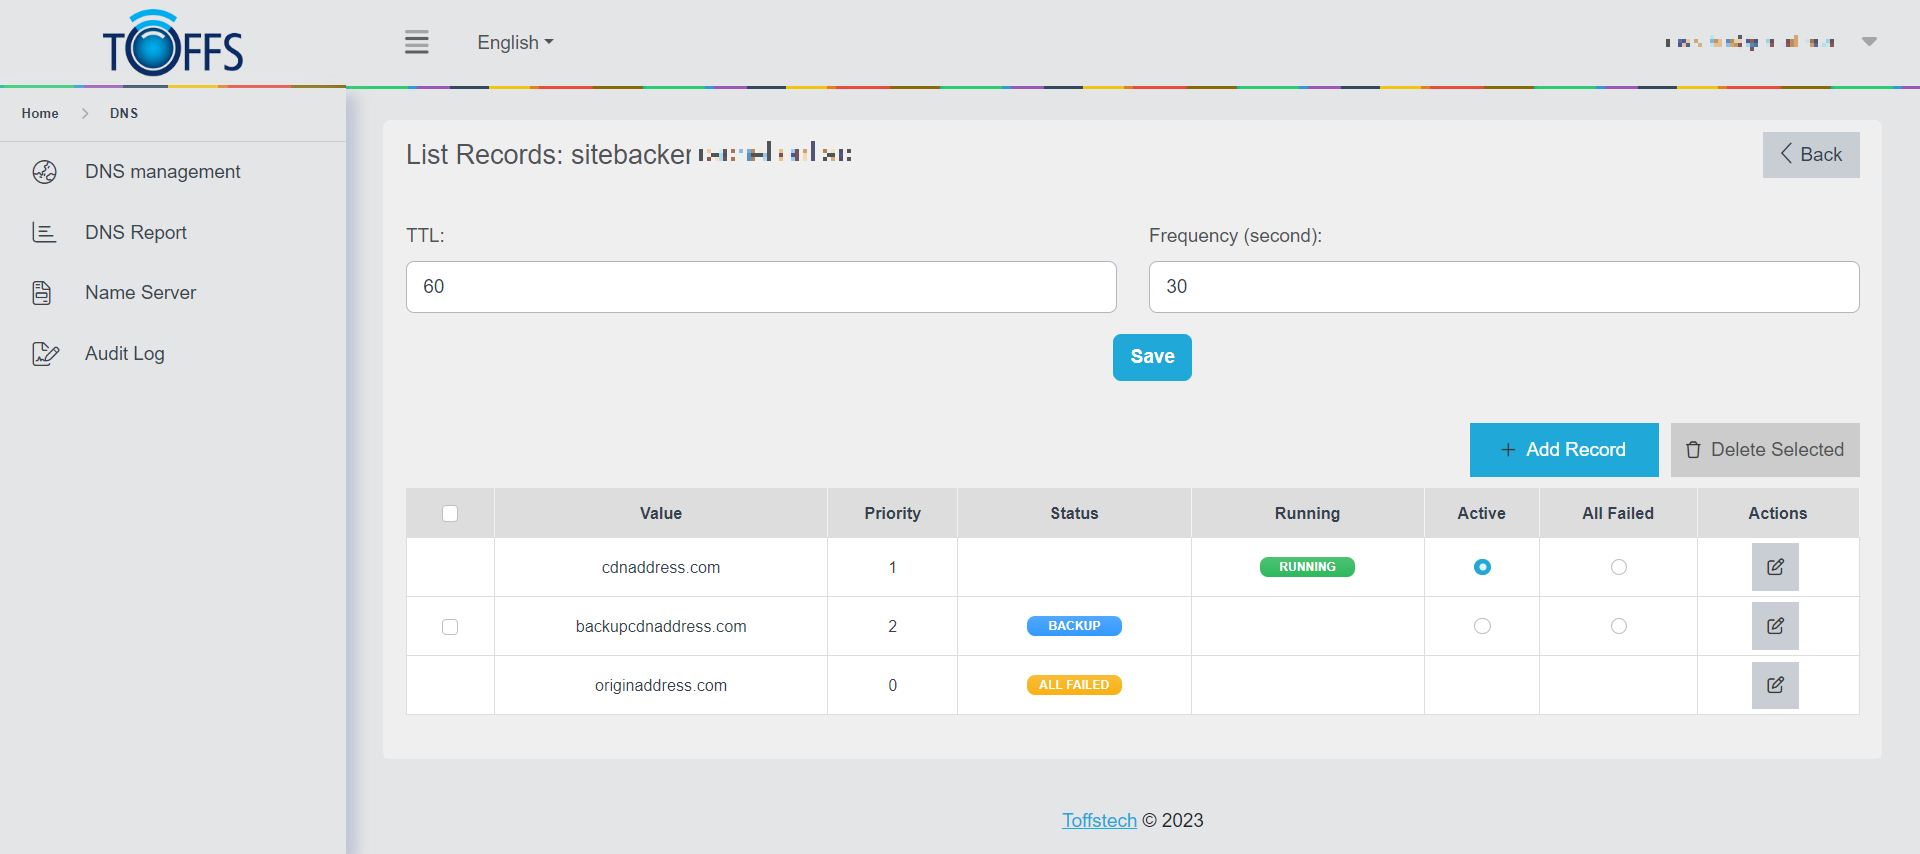 TOFFS
English
Home > DNS
DNS management
DNS Report
Name Server
Audit Log
List Records: sitebacker
Back
TTL:
Frequency (second):
60
30
Save
Add Record
Delete Selected
Value Priority Status Running Active All Failed Actions
cdnaddress.com 1 RUNNING
backupcdnaddress.com 2 BACKUP
originaddress.com 0 ALL FAILED
Toffstech © 2023